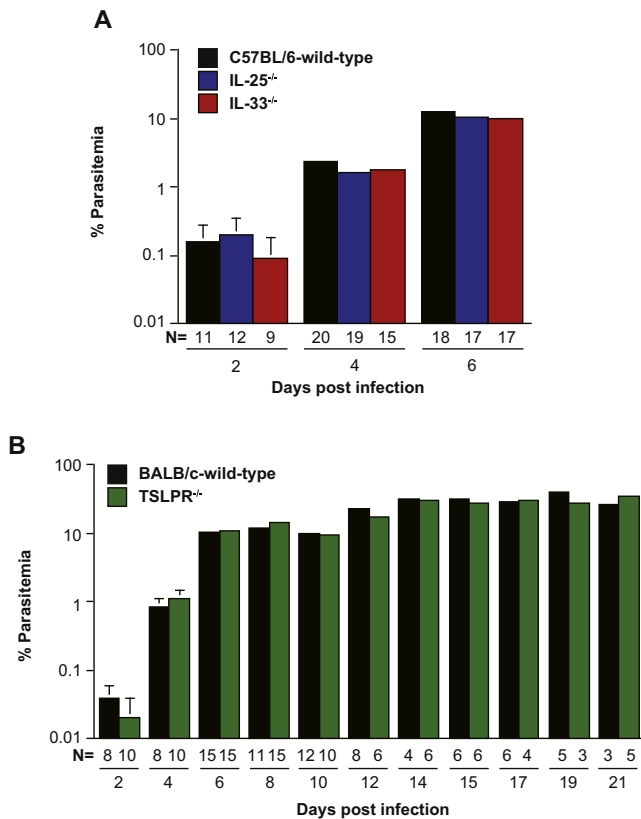 A
100
10
1
0.1
0.01
% Parasitemia
C57BL/6-wild-type
IL-25-/-
IL-33-/-
N= 11 12 9 20 19 15 18 17 17
2 4 6
Days post infection
B
100
10
1
0.1
0.01
% Parasitemia
BALB/c-wild-type
TSLPR-/-
N= 8 10 8 10 15 15 11 15 12 10 8 6 4 6 6 6 6 4 5 3 3 5
2 4 6 8 10 12 14 15 17 19 21
Days post infection